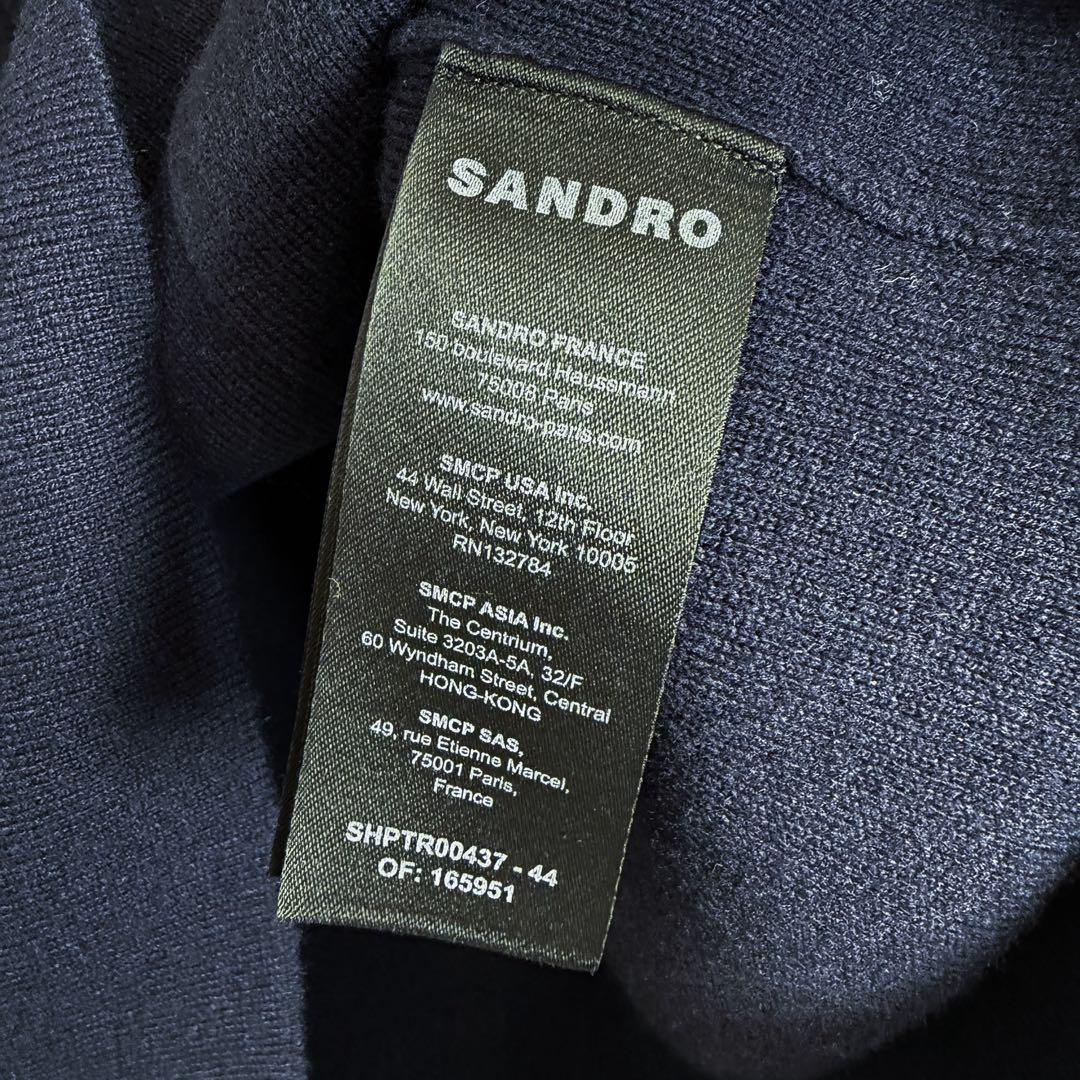 SANDRO
SANDRO FRANCE
150 boulevard Haussmann
75008 Paris
www.sandro-paris.com
SMCP USA Inc.
44 Wall Street, 12th Floor
New York, New York 10005
RN132784
SMCP ASIA Inc.
The Centrium,
Suite 3203A-5A, 32/F
60 Wyndham Street, Central
HONG-KONG
SMCP SAS,
49, rue Etienne Marcel,
75001 Paris,
France
SHPTR00437 - 44
OF: 165951